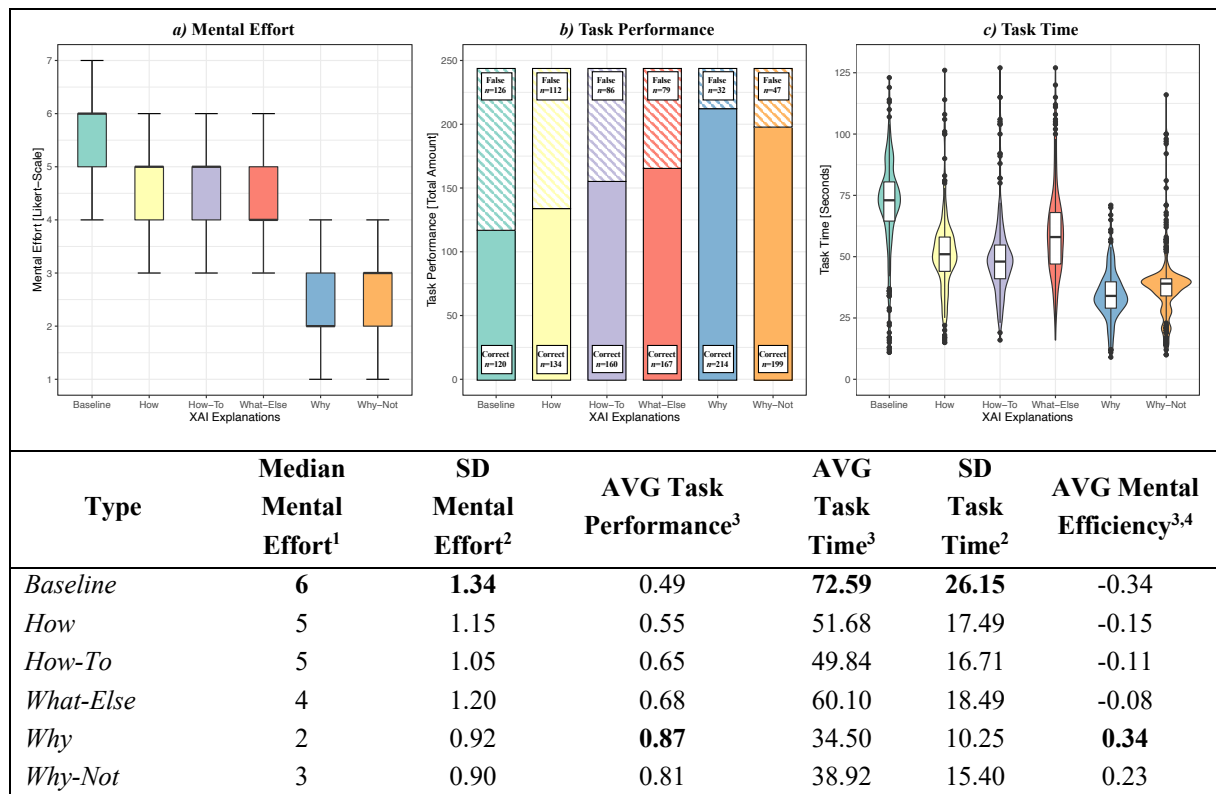 a) Mental Effort
7
6
5
4
3
2
1
Mental Effort [Likert−Scale]
Baseline How How−To What−Else Why Why−Not
XAI Explanations
b) Task Performance
250
200
150
100
50
0
Task Performance [Total Amount]
False n=126
False n=112
False n=86
False n=79
False n=32
False n=47
Correct n=120
Correct n=134
Correct n=160
Correct n=167
Correct n=214
Correct n=199
Baseline How How−To What−Else Why Why−Not
XAI Explanations
c) Task Time
125
100
75
50
25
0
Task Time [Seconds]
Baseline How How−To What−Else Why Why−Not
XAI Explanations
Type Median Mental Effort1 SD Mental Effort2 AVG Task Performance3 AVG Task Time3 SD Task Time2 AVG Mental Efficiency3,4
Baseline 6 1.34 0.49 72.59 26.15 -0.34
How 5 1.15 0.55 51.68 17.49 -0.15
How-To 5 1.05 0.65 49.84 16.71 -0.11
What-Else 4 1.20 0.68 60.10 18.49 -0.08
Why 2 0.92 0.87 34.50 10.25 0.34
Why-Not 3 0.90 0.81 38.92 15.40 0.23